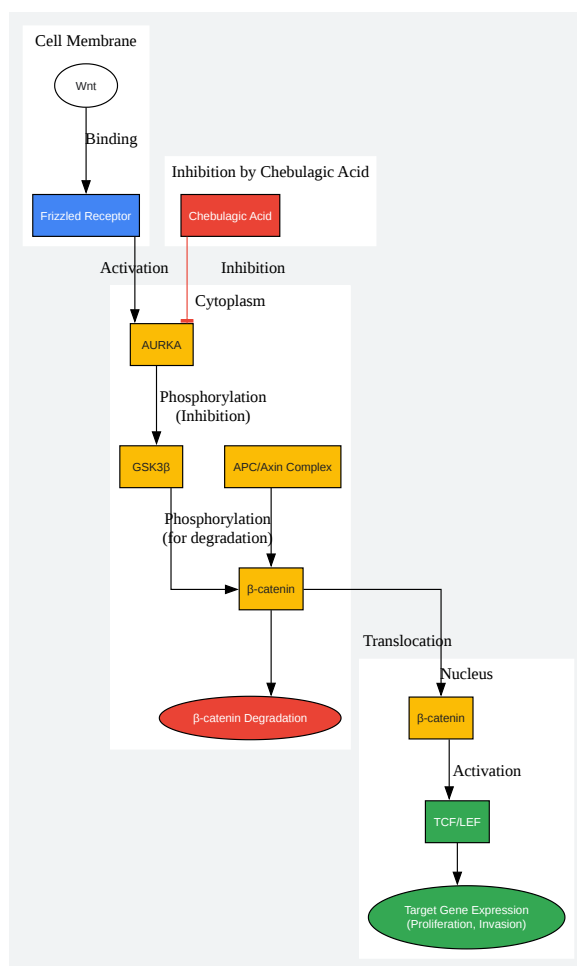 Cell Membrane
Wnt
Binding
Inhibition by Chebulagic Acid
Frizzled Receptor
Chebulagic Acid
Activation
Inhibition
Cytoplasm
AURKA
Phosphorylation
(Inhibition)
GSK3β
APC/Axin Complex
Phosphorylation
(for degradation)
β-catenin
Translocation
Nucleus
β-catenin Degradation
β-catenin
Activation
TCF/LEF
Target Gene Expression
(Proliferation, Invasion)